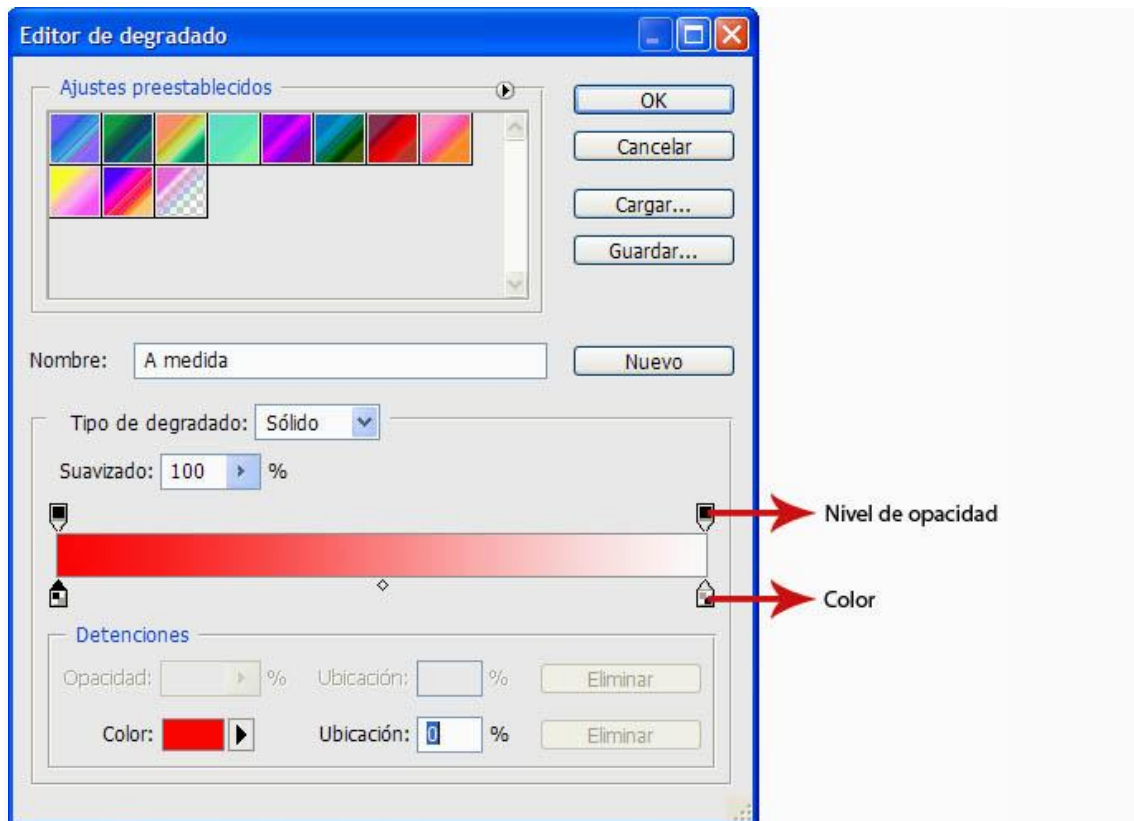 Editor de degradado
Ajustes preestablecidos
OK
Cancelar
Cargar...
Guardar...
Nombre: A medida
Nuevo
Tipo de degradado: Sólido
Suavizado: 100 %
Nivel de opacidad
Color
Detenciones
Opacidad: % Ubicación: % Eliminar
Color: Ubicación: 0 % Eliminar